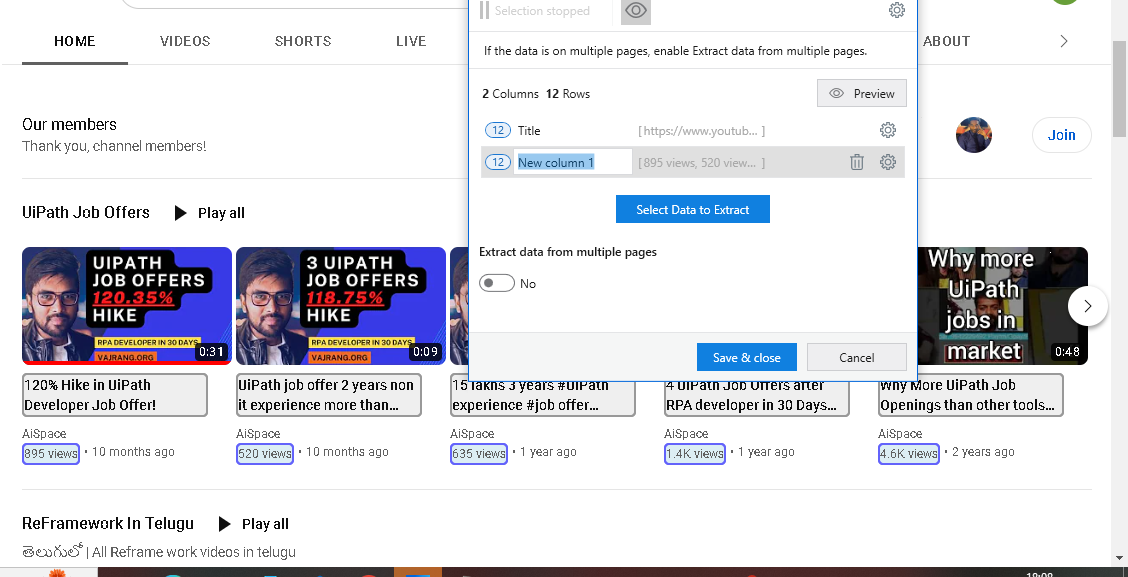 Selection stopped
HOME VIDEOS SHORTS LIVE ABOUT
If the data is on multiple pages, enable Extract data from multiple pages.
2 Columns 12 Rows Preview
12 Title [ https://www.youtub... ]
12 New column 1 [ 895 views, 520 view... ]
Select Data to Extract
Extract data from multiple pages
No
Save & close Cancel
Our members
Thank you, channel members!
Join
UiPath Job Offers Play all
UIPATH
JOB OFFERS
120.35%
HIKE
RPA DEVELOPER IN 30 DAYS
VAJRANG.ORG
0:31
3 UIPATH
JOB OFFERS
118.75%
HIKE
RPA DEVELOPER IN 30 DAYS
VAJRANG.ORG
0:09
Why more
UiPath
jobs in
market
0:48
120% Hike in UiPath
Developer Job Offer!
AiSpace
895 views • 10 months ago
UiPath job offer 2 years non
it experience more than...
AiSpace
520 views • 10 months ago
15 lakhs 3 years #UiPath
experience #job offer...
AiSpace
635 views • 1 year ago
4 UiPath Job Offers after
RPA developer in 30 Days...
AiSpace
1.4K views • 1 year ago
Why More UiPath Job
Openings than other tools...
AiSpace
4.6K views • 2 years ago
ReFramework In Telugu Play all
తెలుగులో | All Reframe work videos in telugu